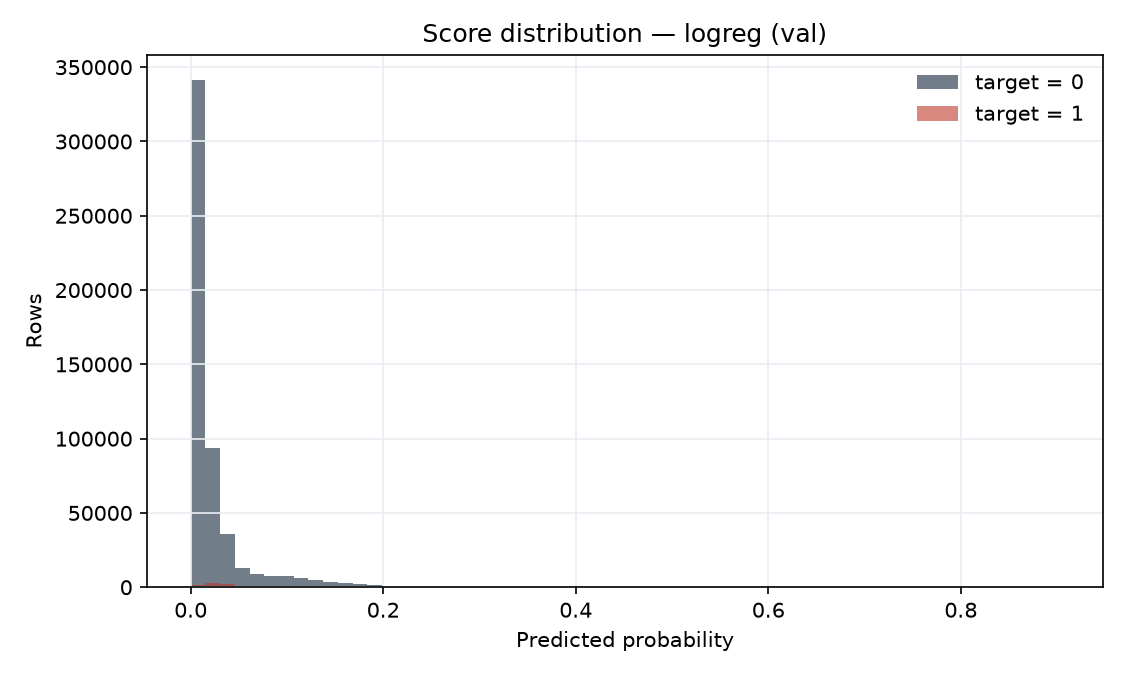 Score distribution — logreg (val)
target = 0
target = 1
350000
300000
250000
200000
150000
100000
50000
0
Rows
0.0 0.2 0.4 0.6 0.8
Predicted probability